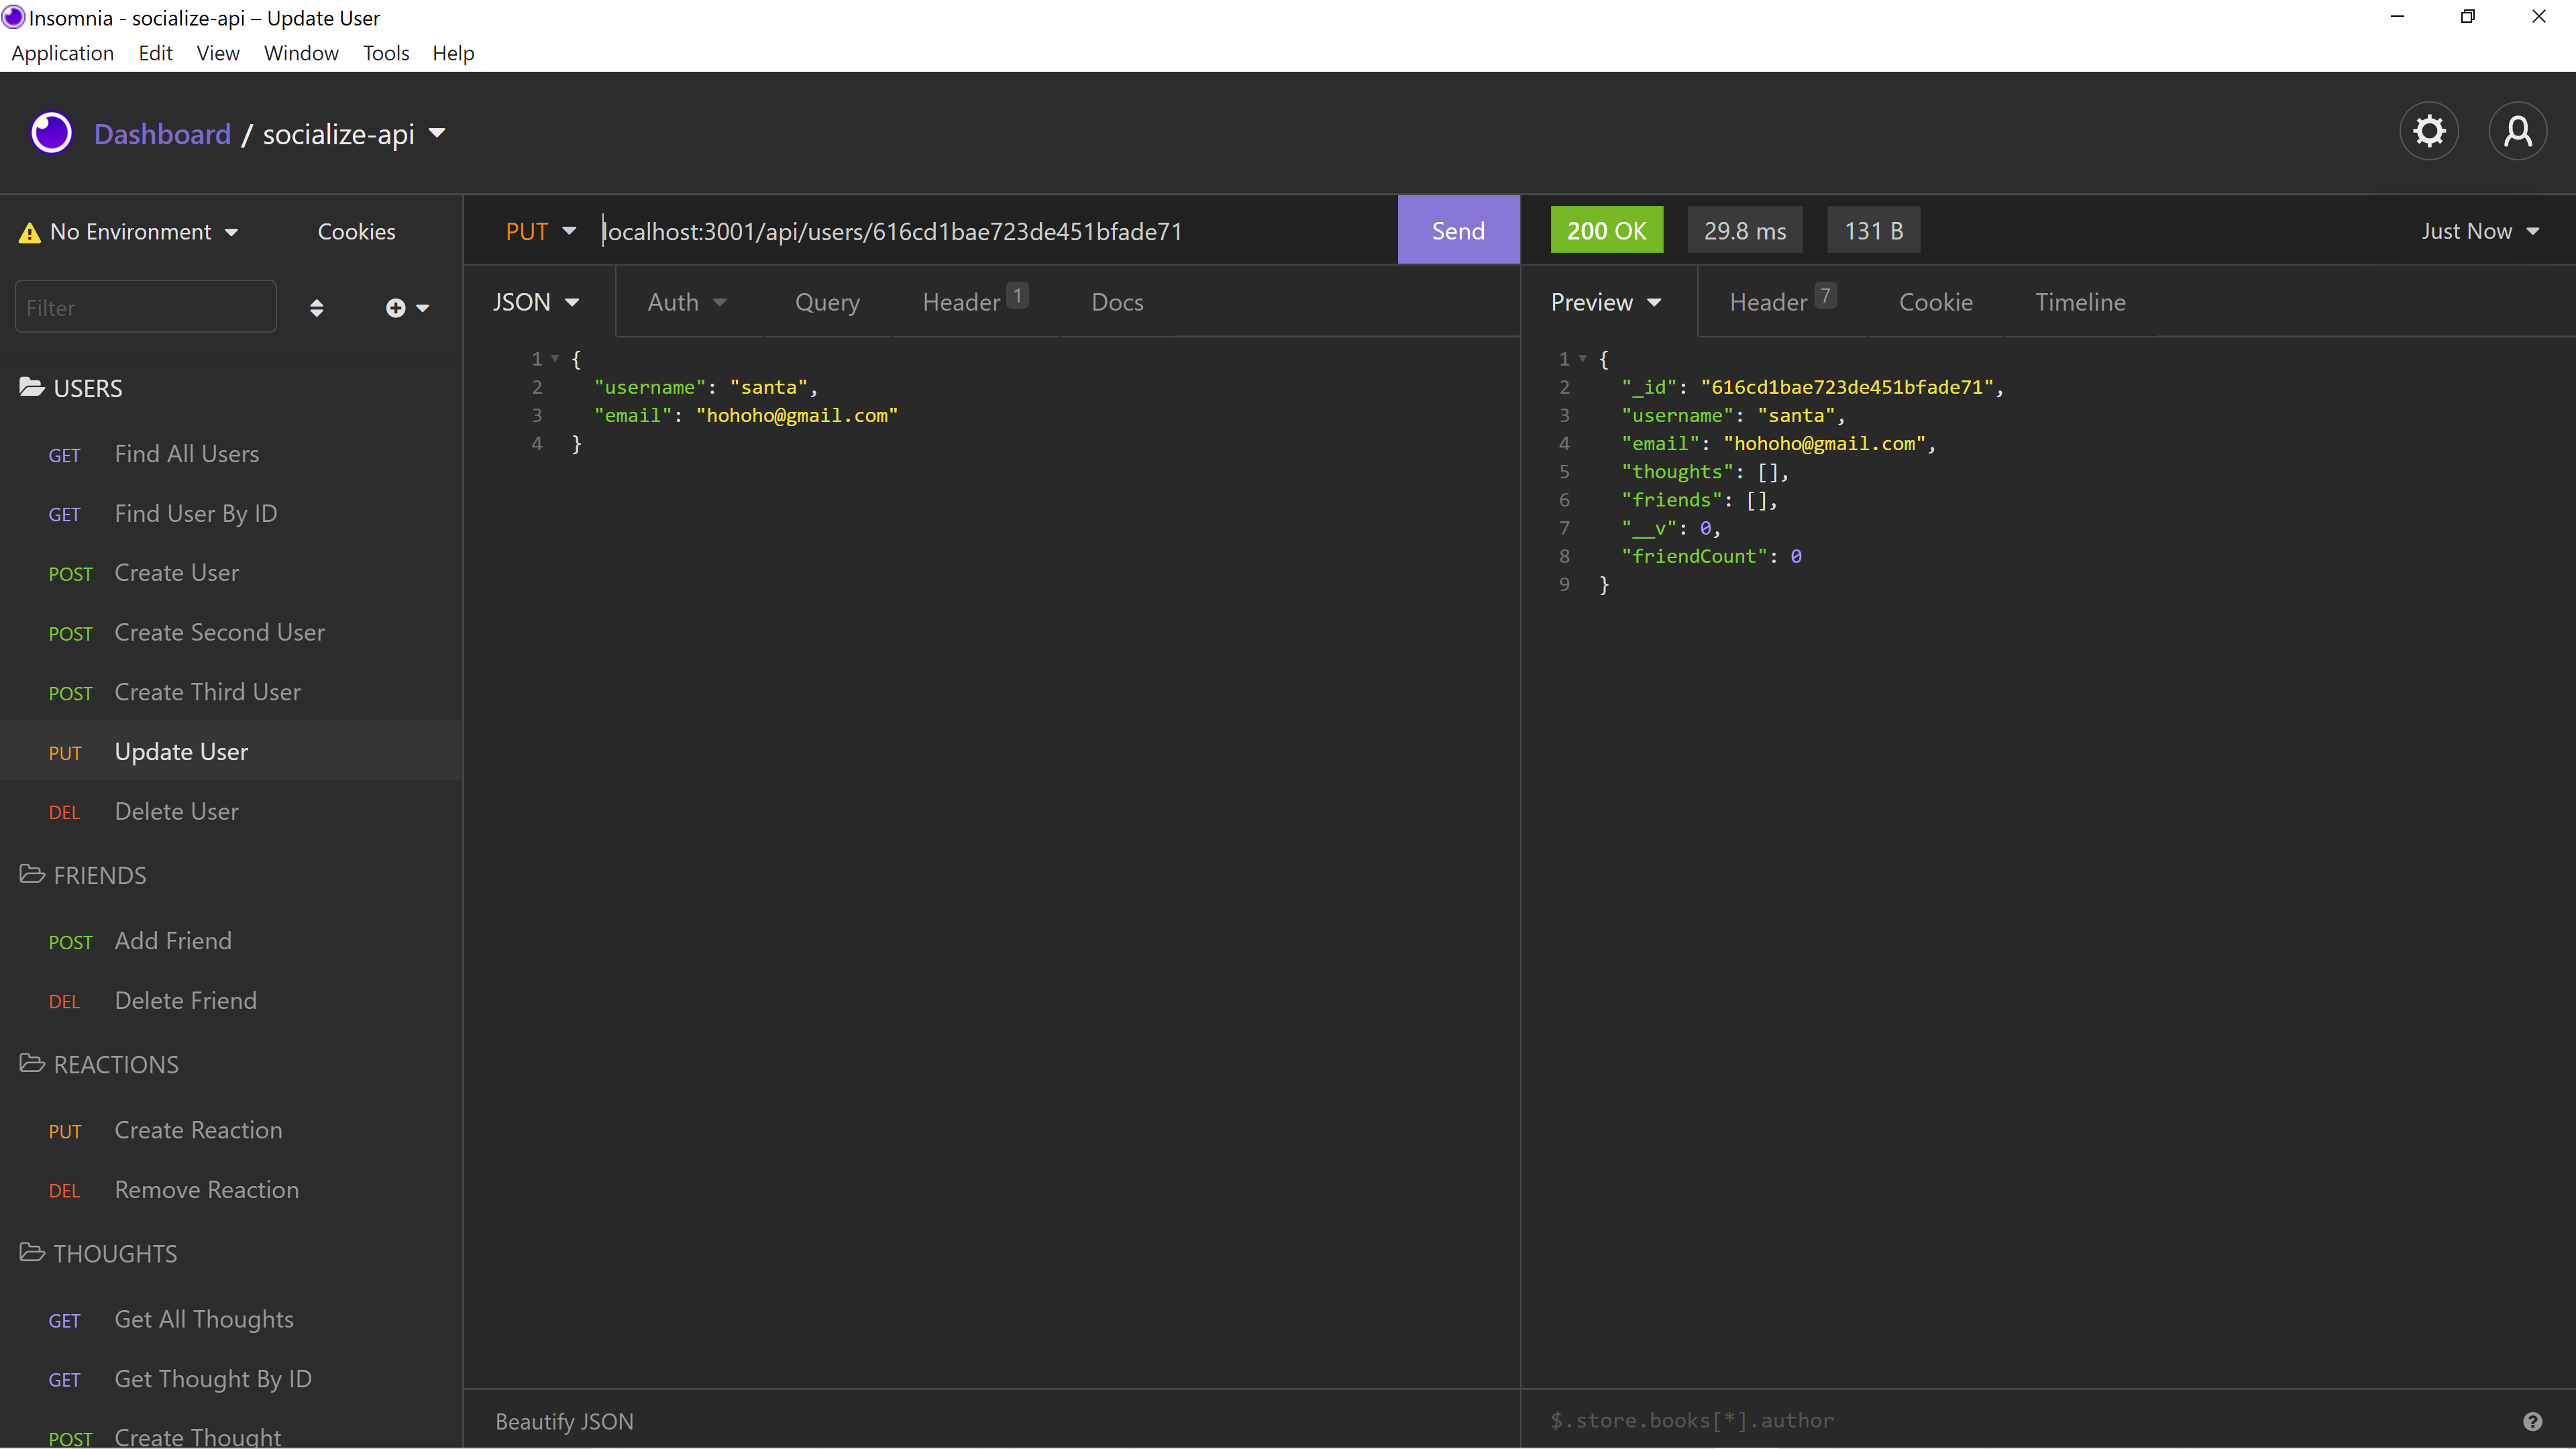 Insomnia - socialize-api – Update User
Application Edit View Window Tools Help
Dashboard / socialize-api
No Environment Cookies
Filter
USERS
GET Find All Users
GET Find User By ID
POST Create User
POST Create Second User
POST Create Third User
PUT Update User
DEL Delete User
FRIENDS
POST Add Friend
DEL Delete Friend
REACTIONS
PUT Create Reaction
DEL Remove Reaction
THOUGHTS
GET Get All Thoughts
GET Get Thought By ID
POST Create Thought
PUT localhost:3001/api/users/616cd1bae723de451bfade71 Send
JSON Auth Query Header 1 Docs
1 {
2 "username": "santa",
3 "email": "hohoho@gmail.com"
4 }
Beautify JSON
200 OK 29.8 ms 131 B Just Now
Preview Header 7 Cookie Timeline
1 {
2 "_id": "616cd1bae723de451bfade71",
3 "username": "santa",
4 "email": "hohoho@gmail.com",
5 "thoughts": [],
6 "friends": [],
7 "__v": 0,
8 "friendCount": 0
9 }
$.store.books[*].author
?